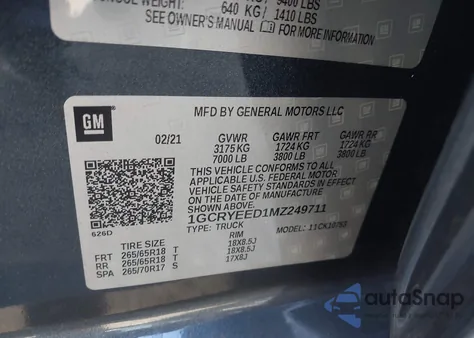 640 KG / 1410 LBS
SEE OWNER'S MANUAL FOR MORE INFORMATION
GM
MFD BY GENERAL MOTORS LLC
02/21 GVWR GAWR FRT GAWR RR
3175 KG 1724 KG 1724 KG
7000 LB 3800 LB 3800 LB
THIS VEHICLE CONFORMS TO ALL APPLICABLE
U.S. FEDERAL MOTOR
VEHICLE SAFETY
STANDARDS IN EFFECT
ON THE DATE OF MANUFACTURE SHOWN ABOVE.
1GCRYEED1MZ249711
626D TYPE: TRUCK MODEL:
TIRE SIZE RIM
FRT 265/65R18 T 18X8.5J
RR 265/65R18 T 18X8.5J
SPA 265/70R17 S 17X8J
autoSnap